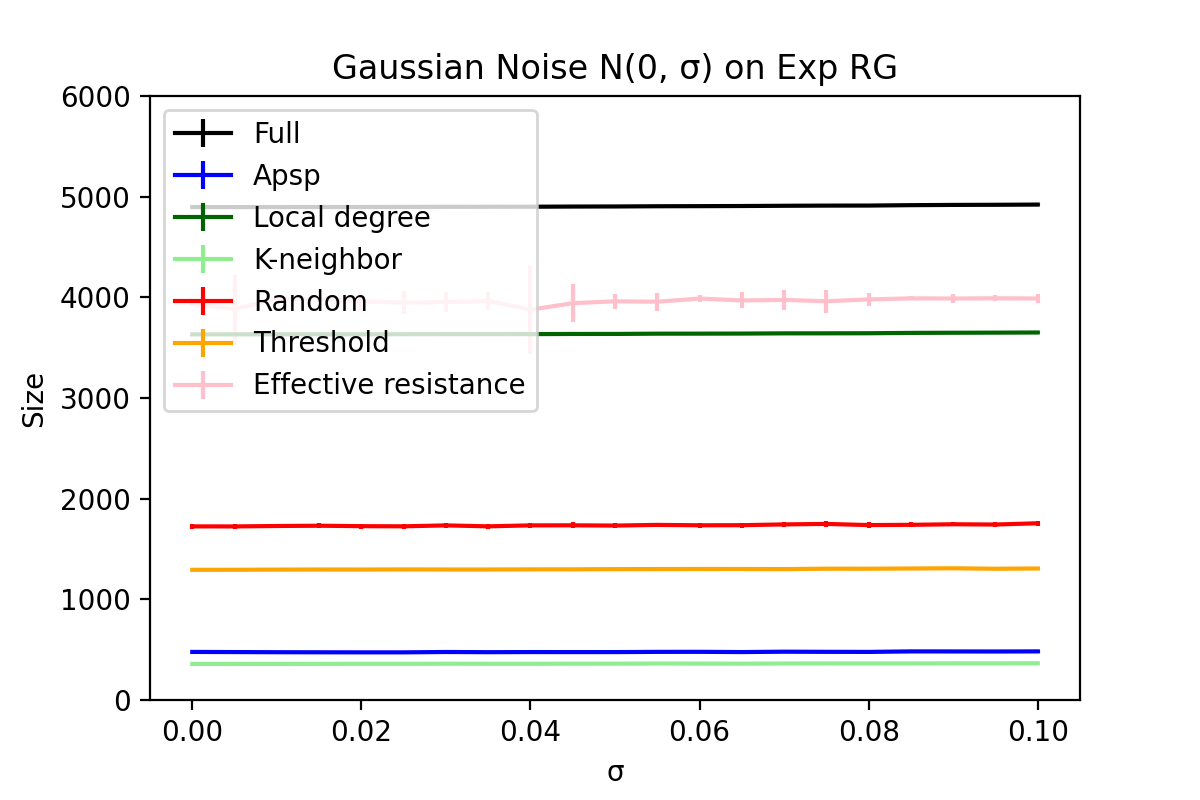 Gaussian Noise N(0, σ) on Exp RG
6000
5000
4000
3000
2000
1000
0
Size
Full
Apsp
Local degree
K-neighbor
Random
Threshold
Effective resistance
0.00 0.02 0.04 0.06 0.08 0.10
σ